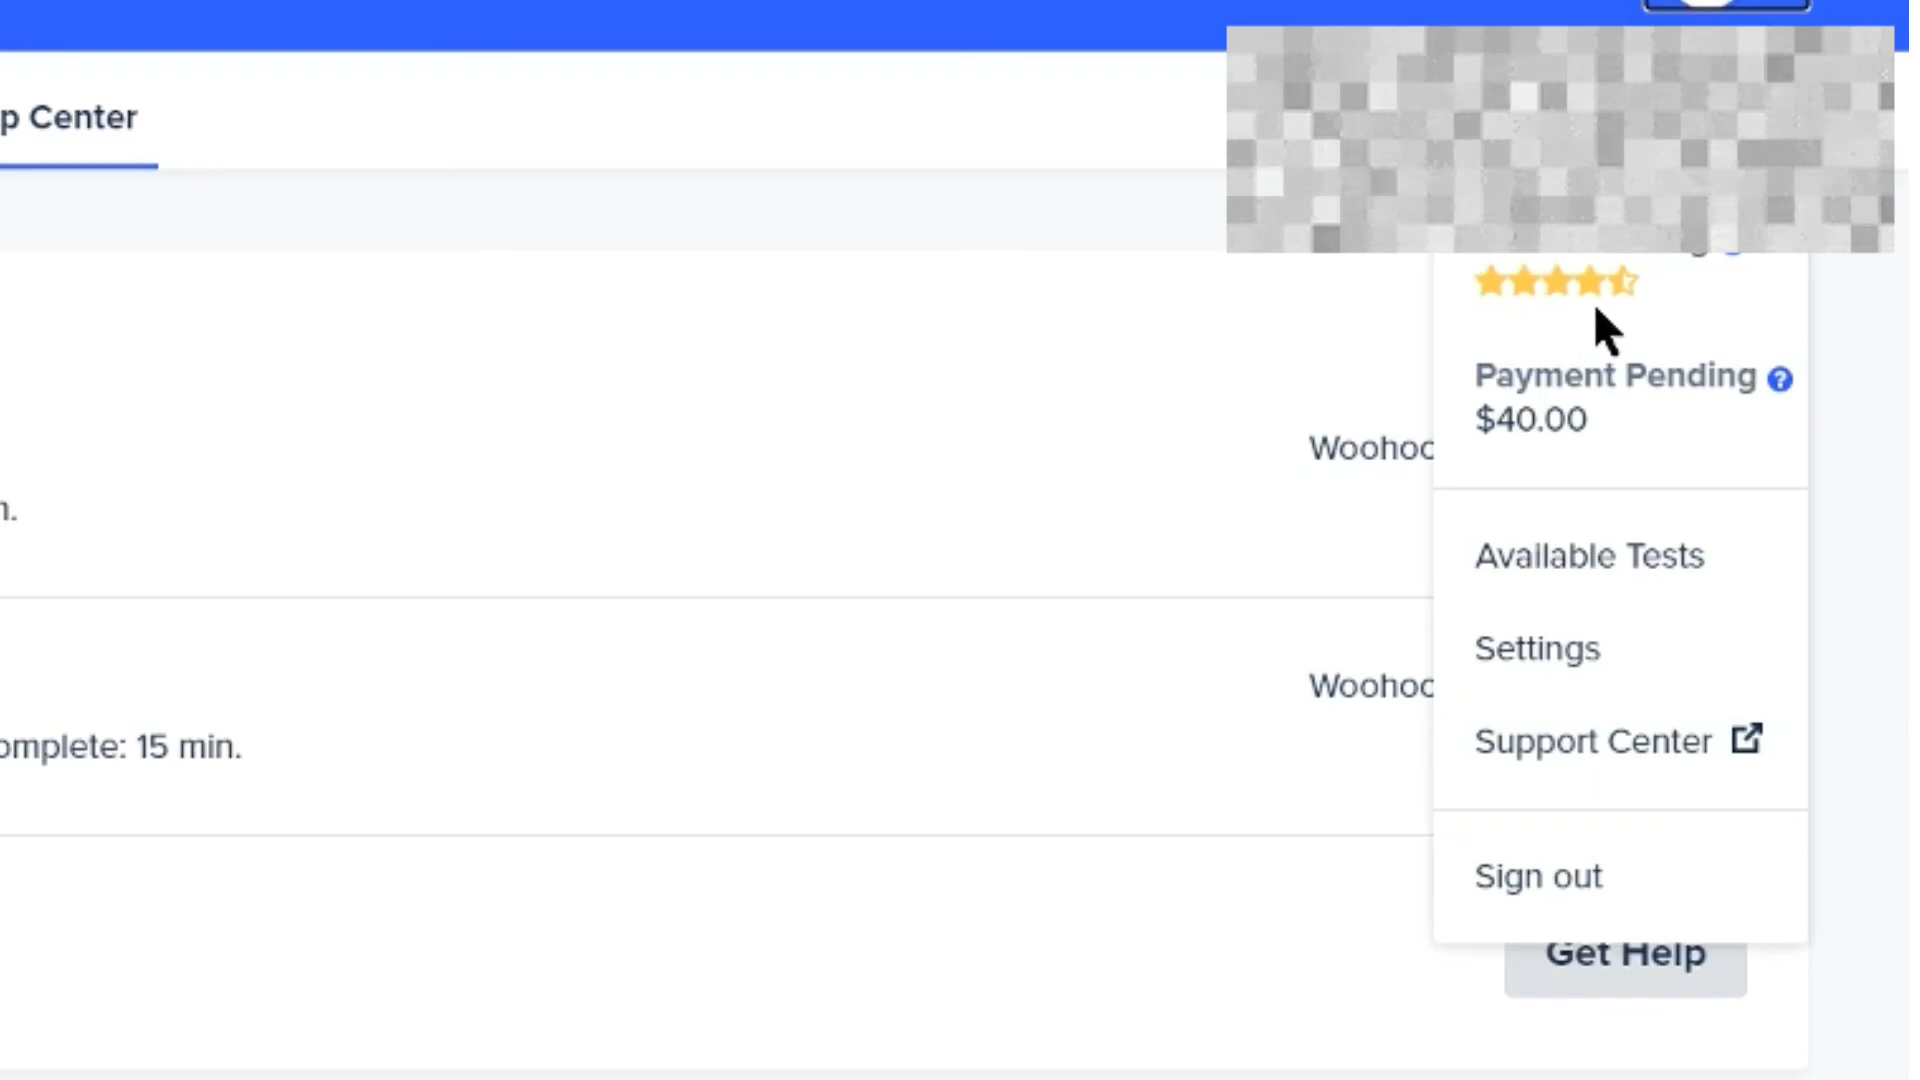 p Center
Payment Pending
$40.00
Woohoo
n.
Available Tests
Settings
Woohoo
Support Center
omplete: 15 min.
Sign out
Get Help